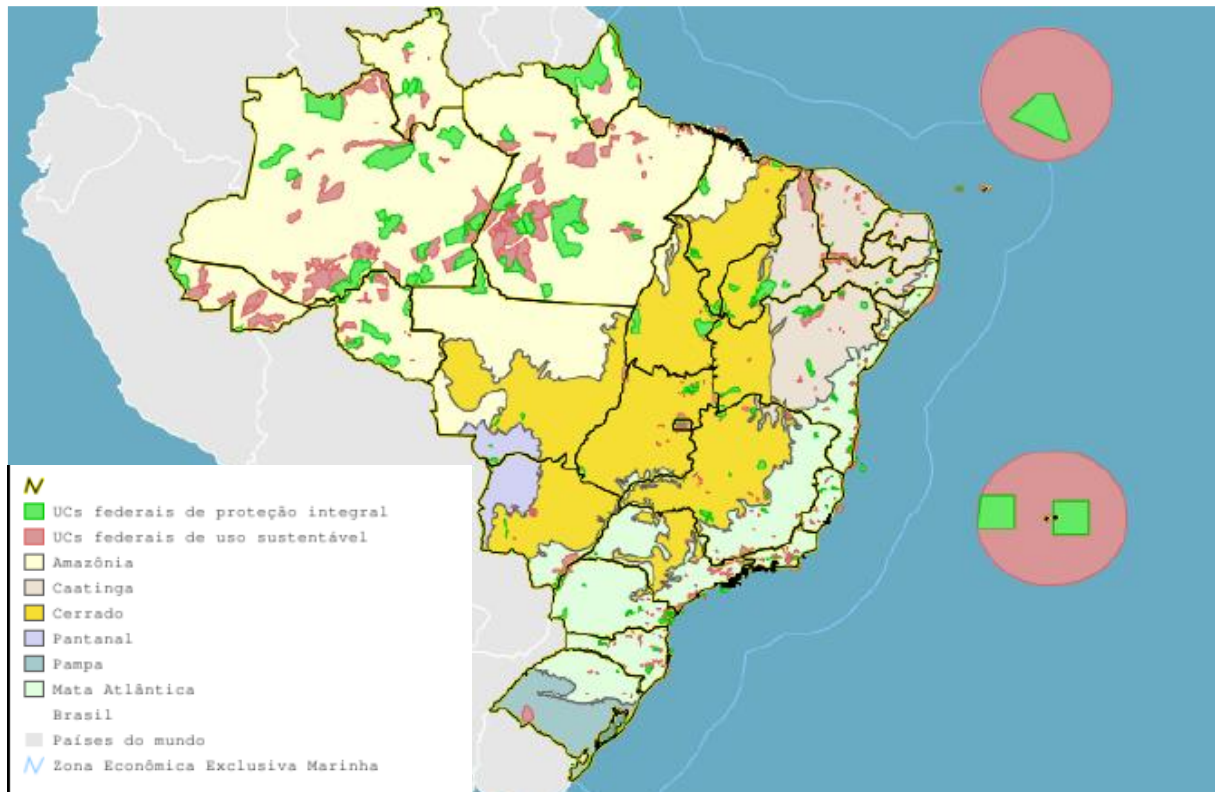 UCs federais de proteção integral
UCs federais de uso sustentável
Amazônia
Caatinga
Cerrado
Pantanal
Pampa
Mata Atlântica
Brasil
Países do mundo
Zona Econômica Exclusiva Marinha